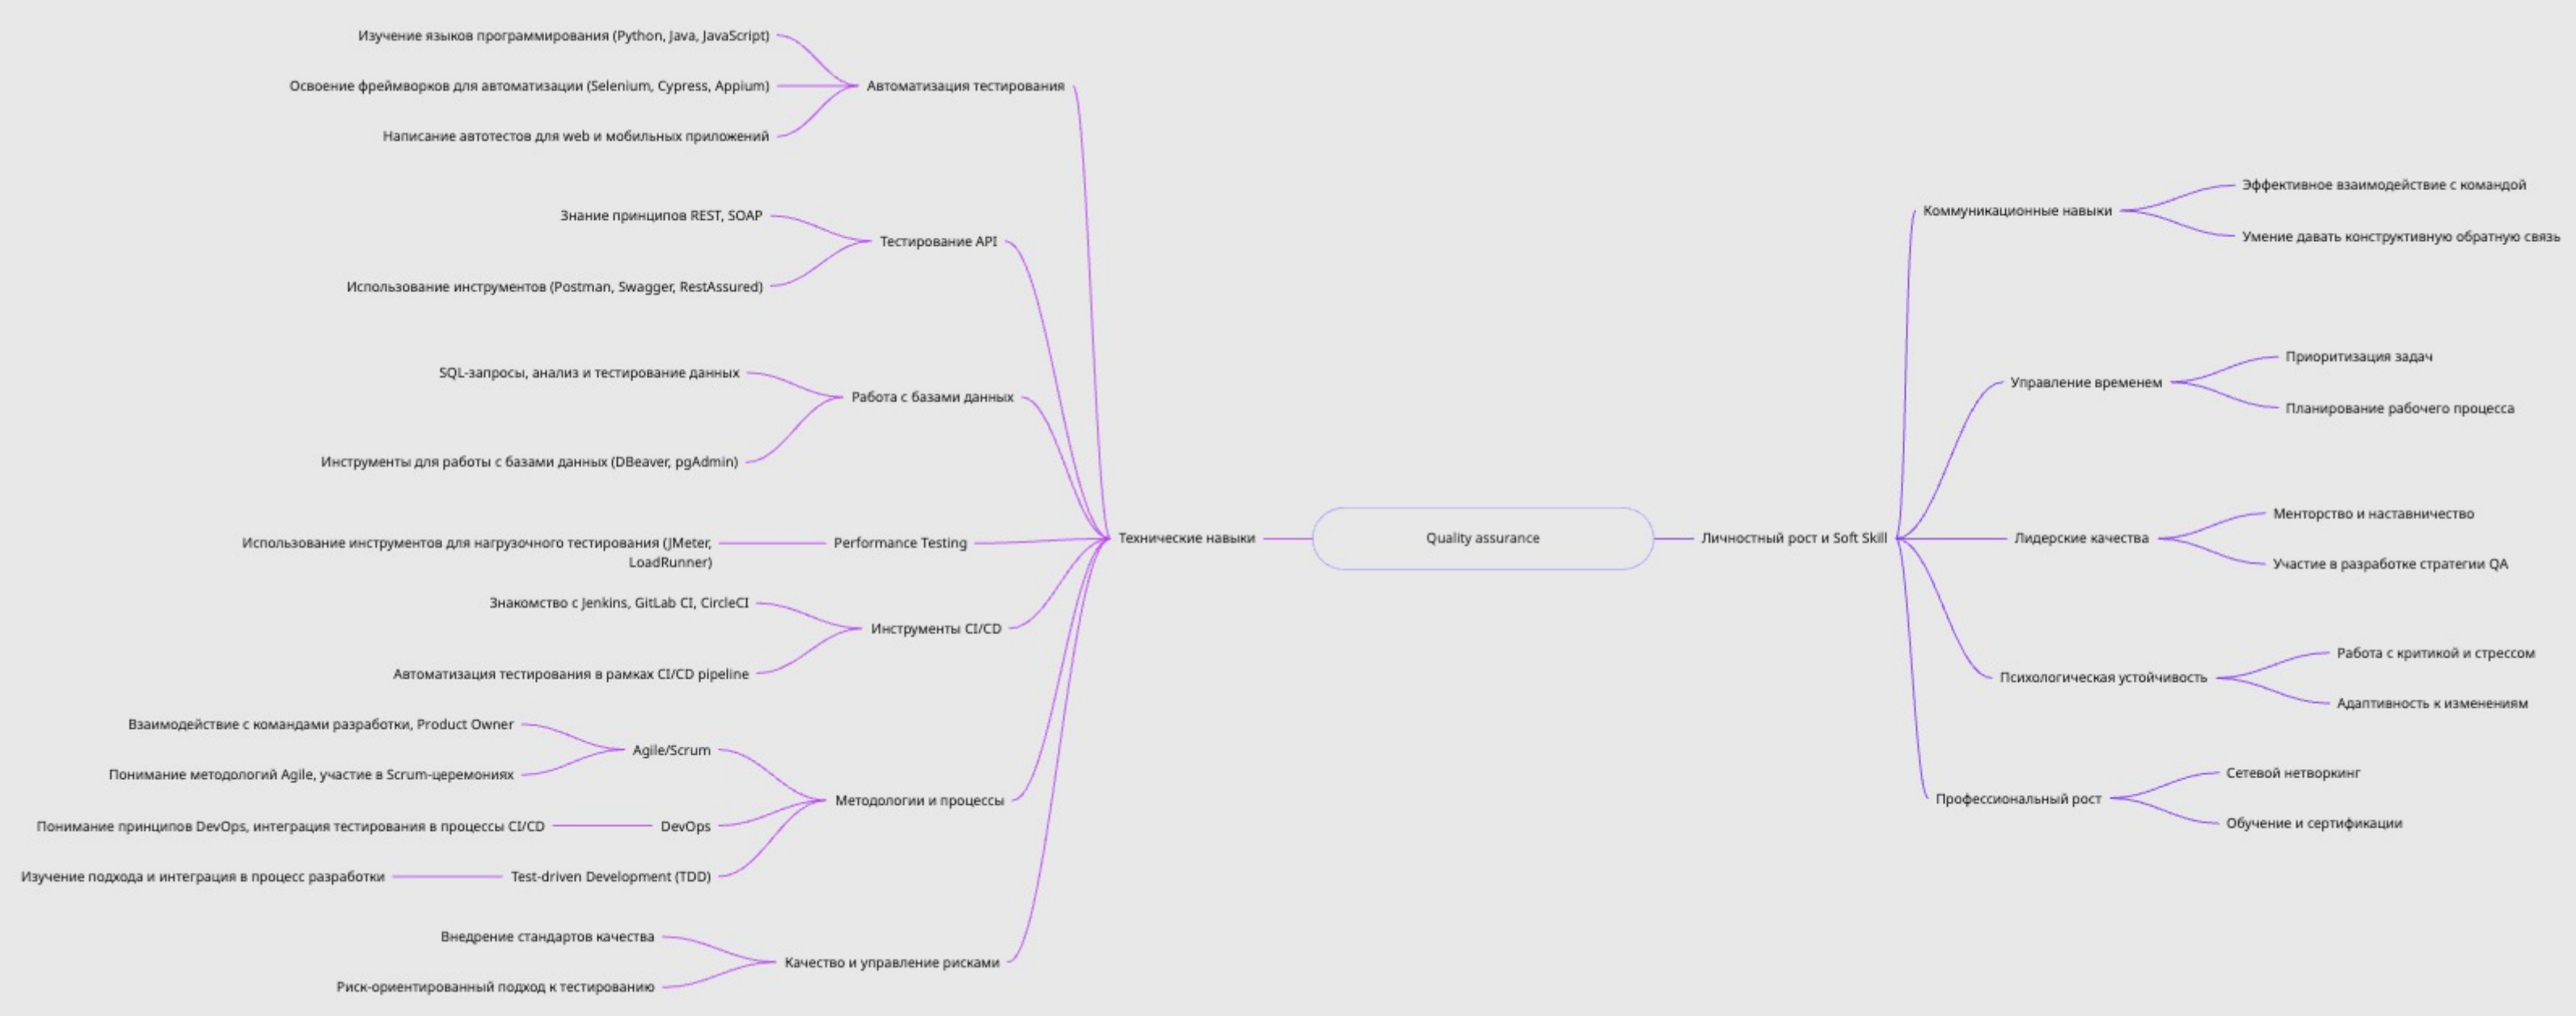 Quality assurance
Технические навыки
Автоматизация тестирования
Изучение языков программирования (Python, Java, JavaScript)
Освоение фреймворков для автоматизации (Selenium, Cypress, Appium)
Написание автотестов для web и мобильных приложений
Тестирование API
Знание принципов REST, SOAP
Использование инструментов (Postman, Swagger, RestAssured)
Работа с базами данных
SQL-запросы, анализ и тестирование данных
Инструменты для работы с базами данных (DBeaver, pgAdmin)
Performance Testing
Использование инструментов для нагрузочного тестирования (JMeter,
LoadRunner)
Инструменты CI/CD
Знакомство с Jenkins, GitLab CI, CircleCI
Автоматизация тестирования в рамках CI/CD pipeline
Методологии и процессы
Agile/Scrum
Взаимодействие с командами разработки, Product Owner
Понимание методологий Agile, участие в Scrum-церемониях
DevOps
Понимание принципов DevOps, интеграция тестирования в процессы CI/CD
Test-driven Development (TDD)
Изучение подхода и интеграция в процесс разработки
Качество и управление рисками
Внедрение стандартов качества
Риск-ориентированный подход к тестированию
Личностный рост и Soft Skill
Коммуникационные навыки
Эффективное взаимодействие с командой
Умение давать конструктивную обратную связь
Управление временем
Приоритизация задач
Планирование рабочего процесса
Лидерские качества
Менторство и наставничество
Участие в разработке стратегии QA
Психологическая устойчивость
Работа с критикой и стрессом
Адаптивность к изменениям
Профессиональный рост
Сетевой нетворкинг
Обучение и сертификации